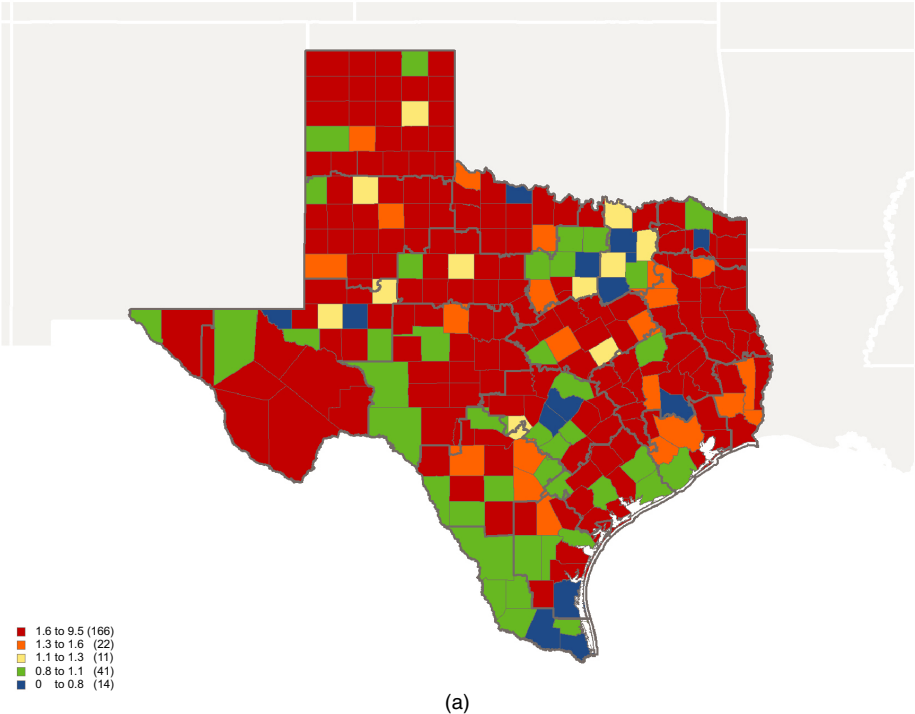 1.6 to 9.5 (166)
1.3 to 1.6 (22)
1.1 to 1.3 (11)
0.8 to 1.1 (41)
0 to 0.8 (14)
(a)